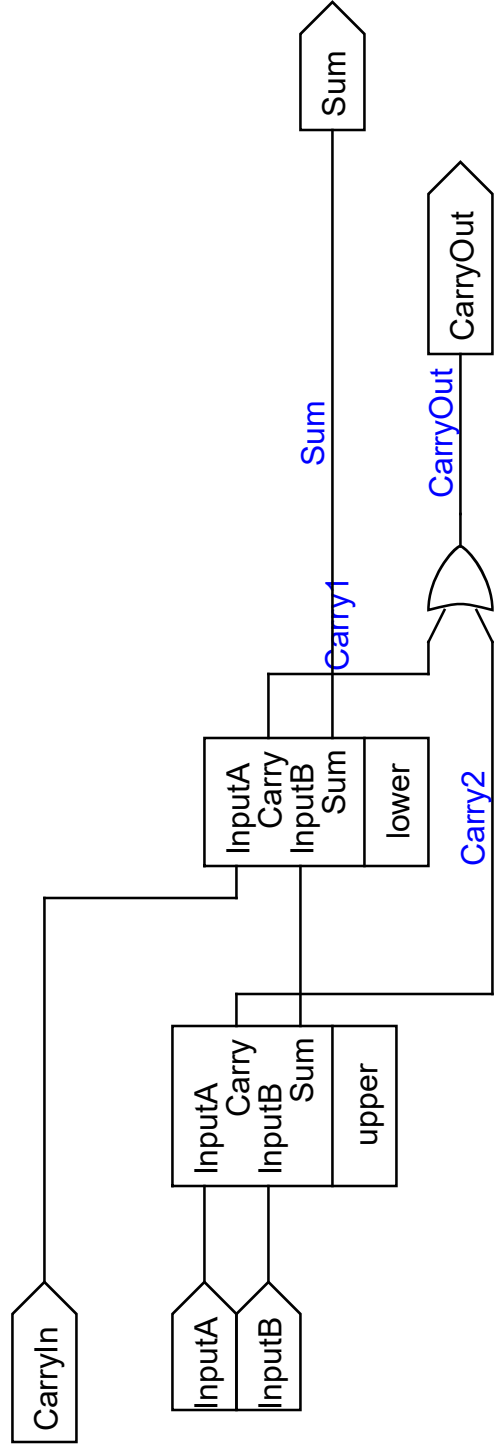 CarryIn
InputA
InputB
InputA
Carry
InputB
Sum
upper
InputA
Carry
InputB
Sum
lower
Carry2
Carry1
Sum
CarryOut
Sum
CarryOut